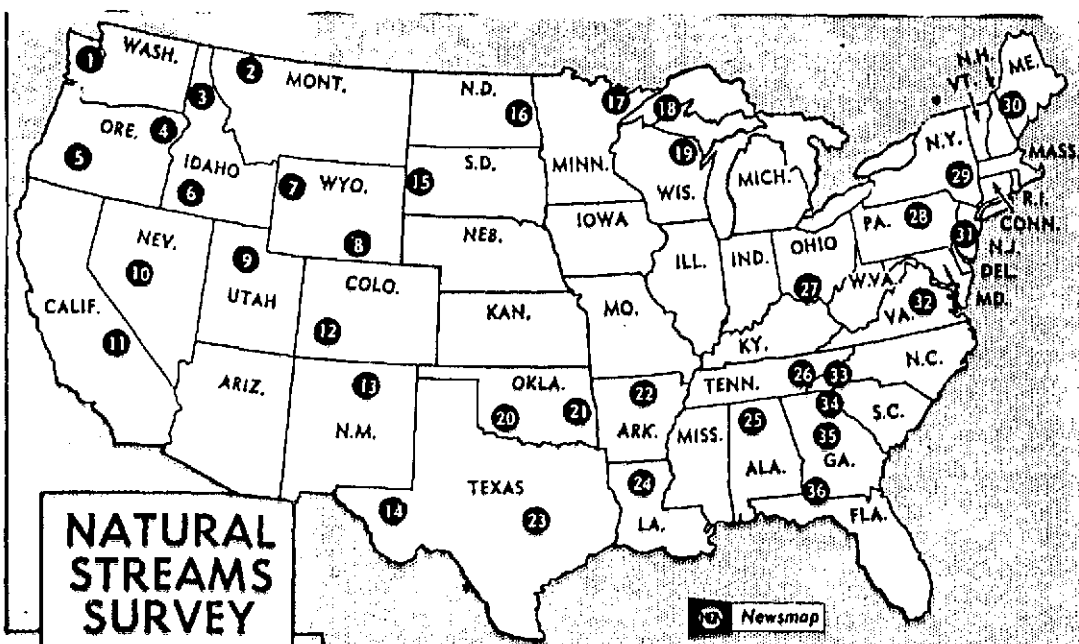 WASH.
MONT.
N.D.
N.H.
VT.
ME.
1
2
3
ORE.
4
5
IDAHO
6
7
WYO.
8
S.D.
15
16
MINN.
17
18
19
WIS.
MICH.
N.Y.
29
30
MASS.
R.I.
CONN.
NEV.
10
9
UTAH
COLO.
12
NEB.
IOWA
ILL.
IND.
OHIO
27
PA.
28
31
N.J.
DEL.
MD.
W.VA.
VA.
32
CALIF.
11
KAN.
MO.
KY.
ARIZ.
13
N.M.
OKLA.
20
21
22
ARK.
TENN.
26
33
N.C.
34
S.C.
MISS.
25
ALA.
35
GA.
36
FLA.
14
TEXAS
23
24
LA.
NATURAL
STREAMS
SURVEY
Newsmap